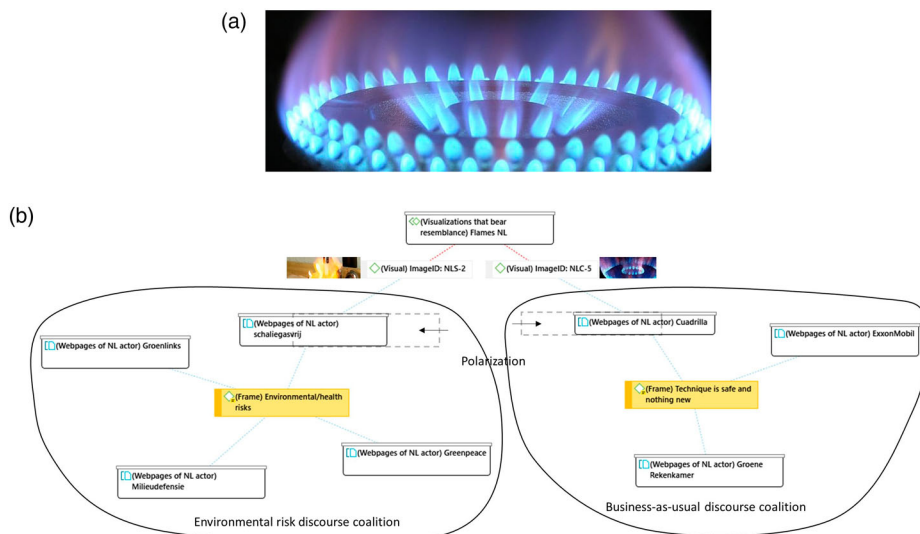 (a)
(b)
(Visualizations that bear
resemblance) Flames NL
(Visual) ImageID: NLS-2
(Visual) ImageID: NLC-5
(Webpages of NL actor)
schaliegasvrij
(Webpages of NL actor) Cuadrilla
(Webpages of NL actor) Groenlinks
(Webpages of NL actor) ExxonMobil
Polarization
(Frame) Environmental/health
risks
(Frame) Technique is safe and
nothing new
(Webpages of NL actor) Greenpeace
(Webpages of NL actor)
Milieudefensie
(Webpages of NL actor) Groene
Rekenkamer
Environmental risk discourse coalition
Business-as-usual discourse coalition